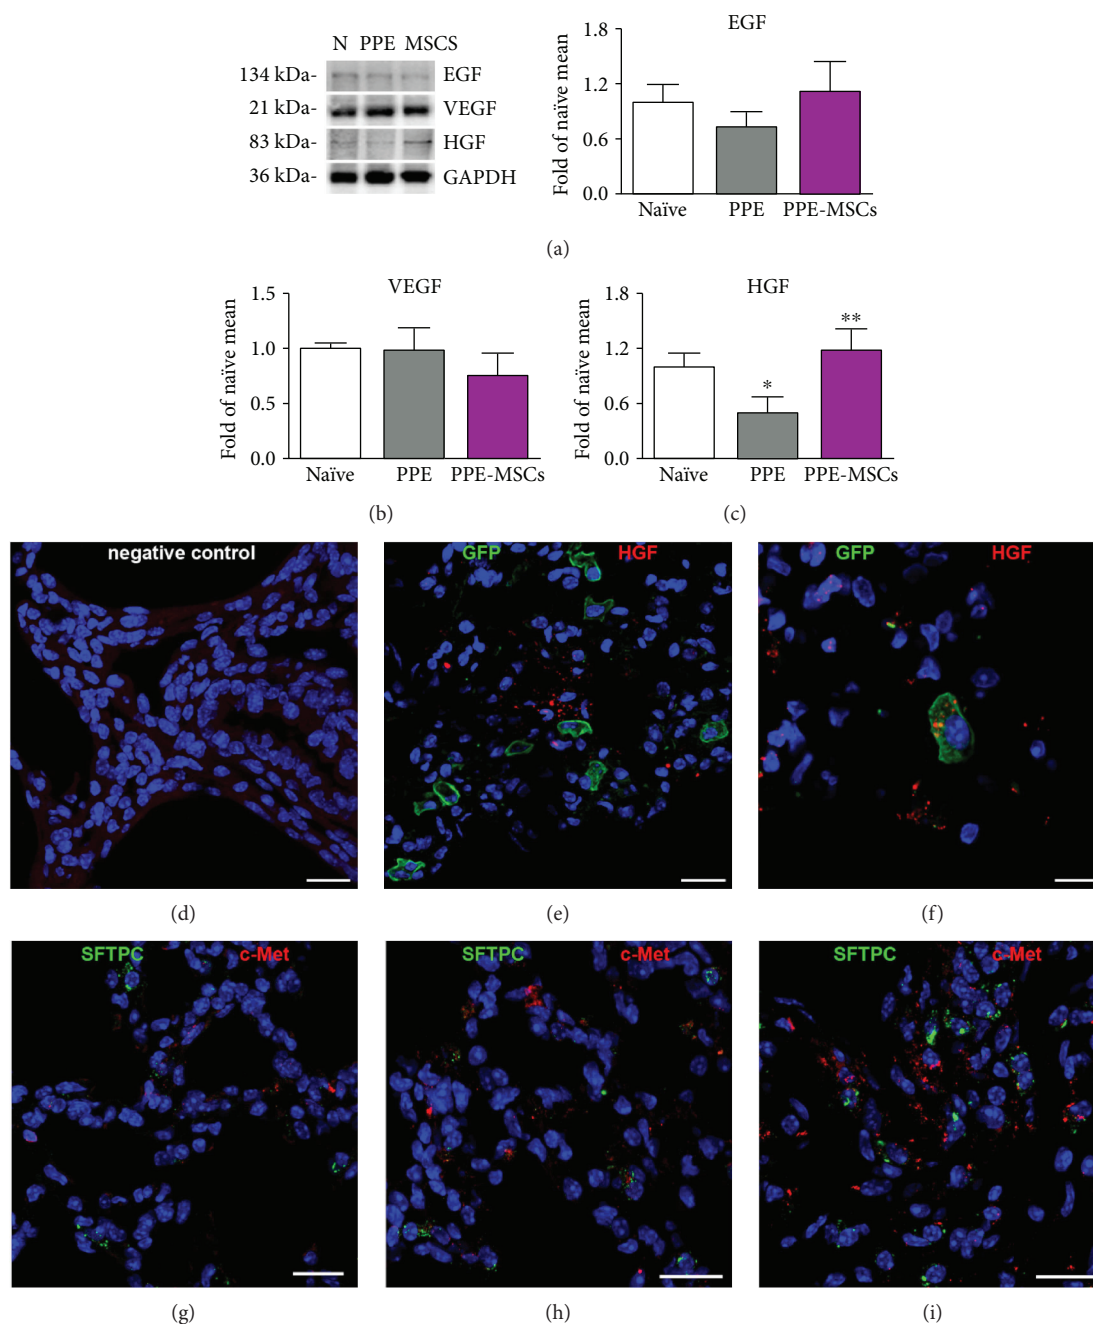 N PPE MSCS
134 kDa- EGF
21 kDa- VEGF
83 kDa- HGF
36 kDa- GAPDH
EGF
Fold of naïve mean
1.8
1.2
0.6
0.0
Naïve PPE PPE-MSCs
(a)
VEGF
Fold of naïve mean
1.5
1.0
0.5
0.0
Naïve PPE PPE-MSCs
(b)
HGF
Fold of naïve mean
1.8
1.2
0.6
0.0
*
**
Naïve PPE PPE-MSCs
(c)
negative control
(d)
GFP HGF
(e)
GFP HGF
(f)
SFTPC c-Met
(g)
SFTPC c-Met
(h)
SFTPC c-Met
(i)